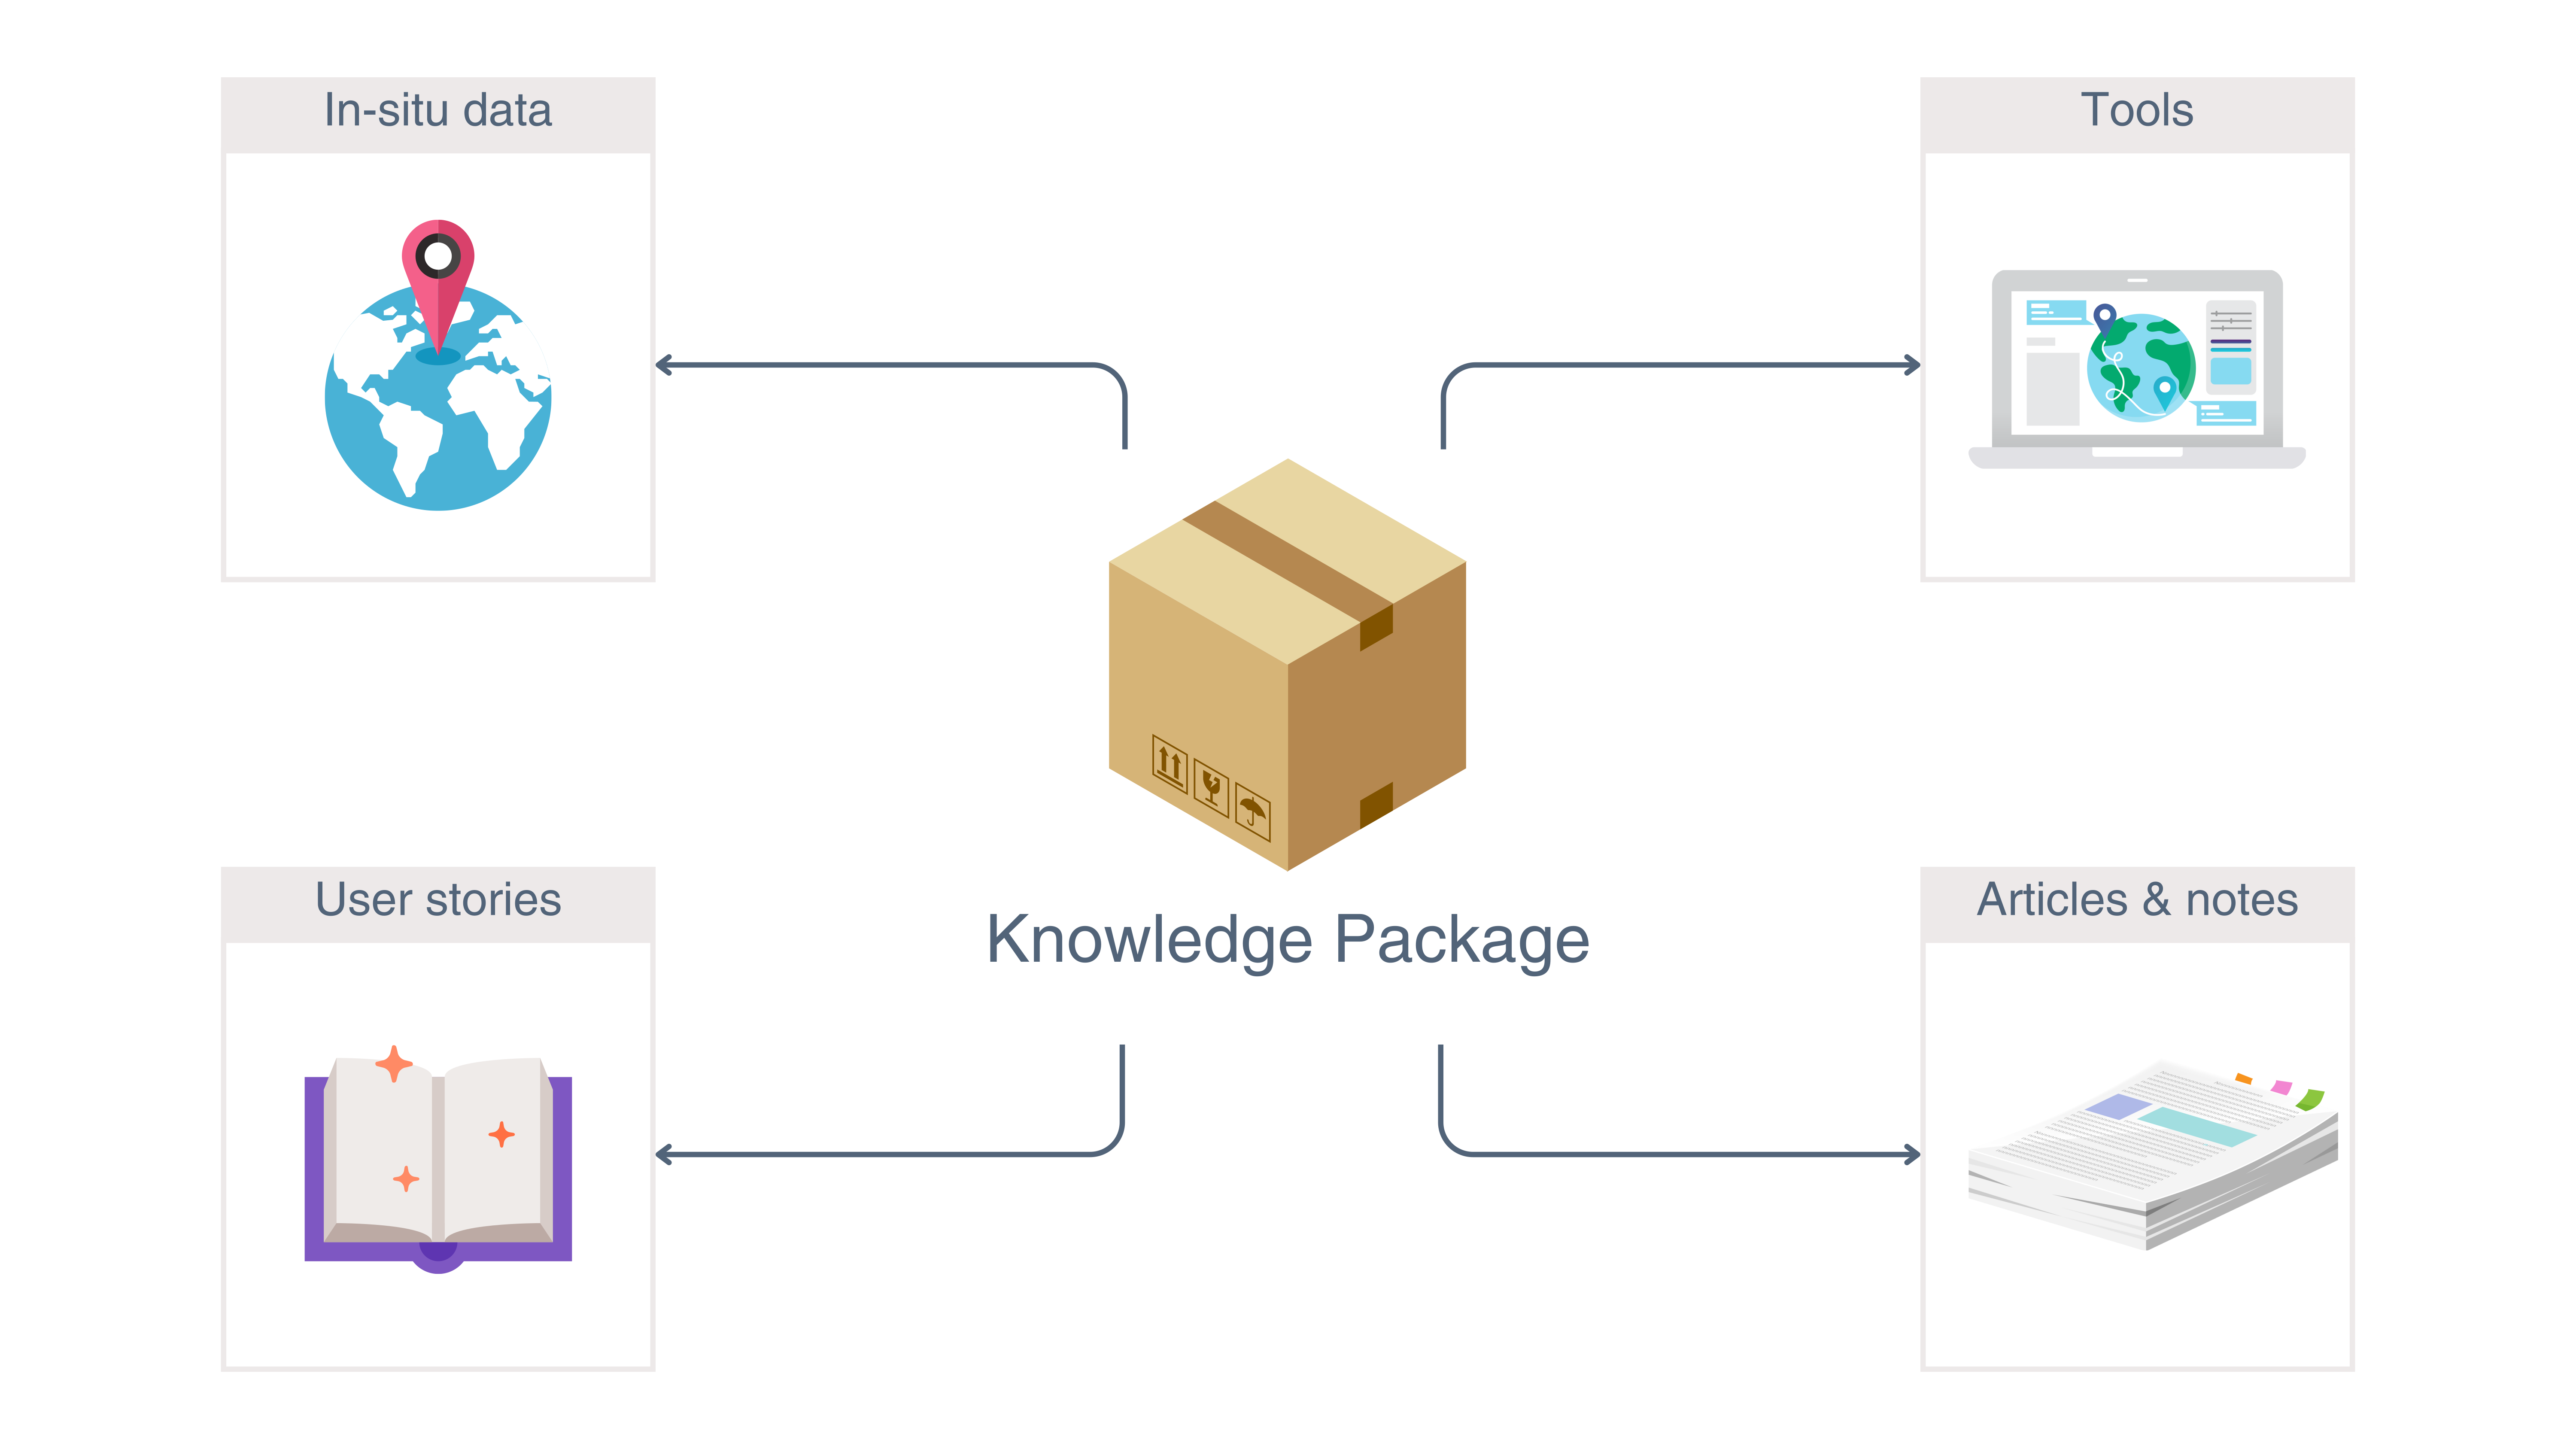 In-situ data
Tools
Knowledge Package
User stories
Articles & notes